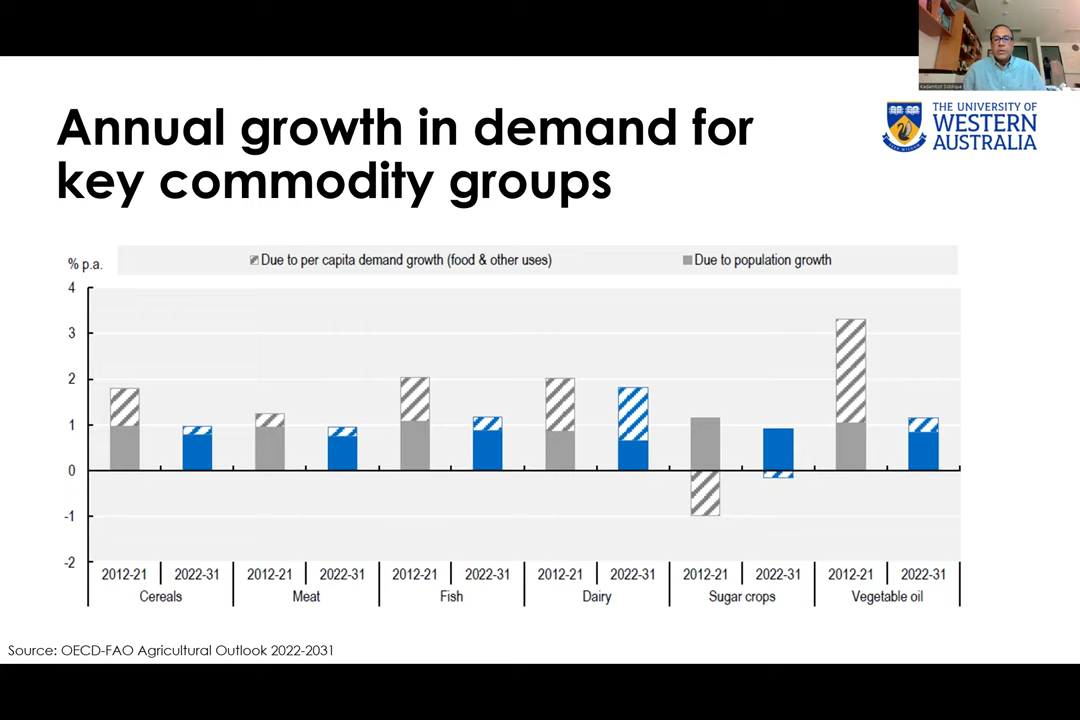 THE UNIVERSITY OF
WESTERN
AUSTRALIA
Annual growth in demand for
key commodity groups
% p.a.
Due to per capita demand growth (food & other uses)
Due to population growth
4
3
2
1
0
-1
-2
2012-21 2022-31 2012-21 2022-31 2012-21 2022-31 2012-21 2022-31 2012-21 2022-31 2012-21 2022-31
Cereals Meat Fish Dairy Sugar crops Vegetable oil
Source: OECD-FAO Agricultural Outlook 2022-2031